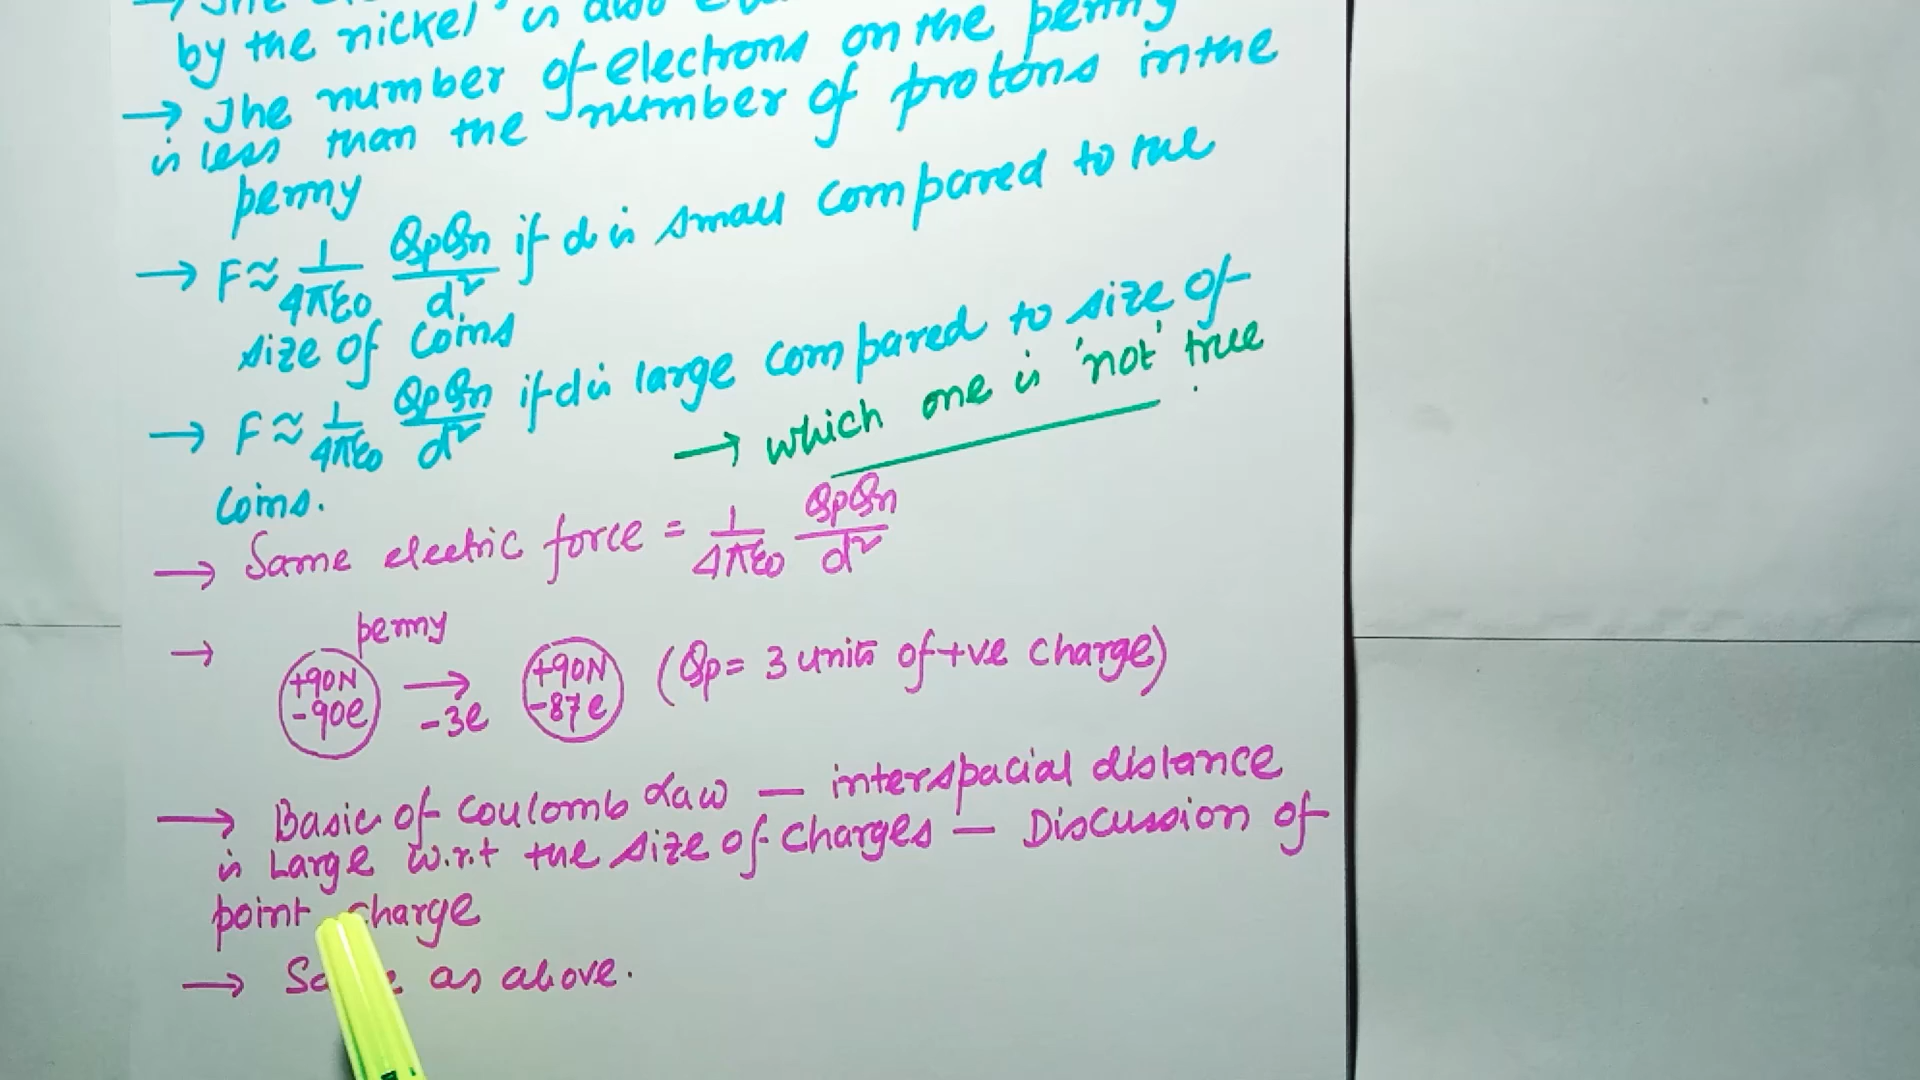 by the nickel is also
→ The number of electrons on the penny
is less than the number of protons in the
penny
→ F ≈ 1/4πε0 QpQn/d² if d is small compared to the
size of coins
→ F ≈ 1/4πε0 QpQn/d² if d is large compared to size of
coins.
→ which one is 'not' true
→ Same electric force = 1/4πε0 QpQn/d²
penny
→ +90N -90e → -3e +90N -87e (Qp = 3 units of +ve charge)
→ Basic of Coulomb Law — interspacial distance
is Large w.r.t the size of charges — Discussion of
point charge
→ as above.